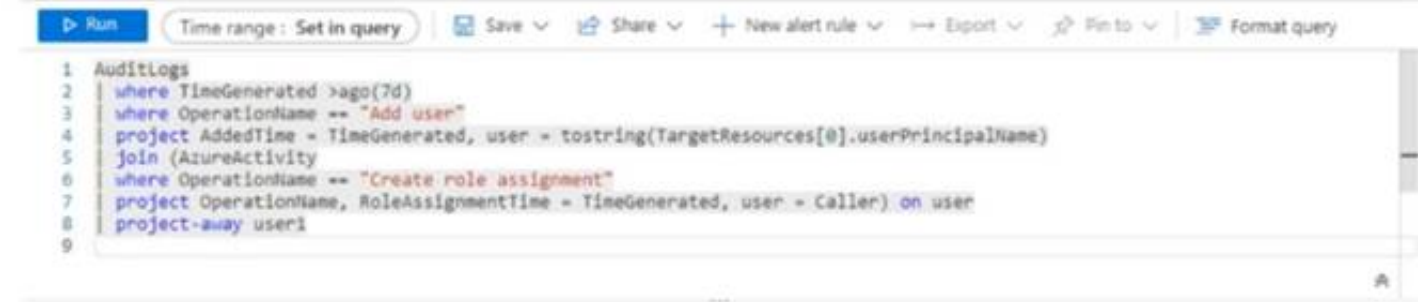 Run Time range : Set in query Save Share New alert rule Export Pin to Format query
1 AuditLogs
2 | where TimeGenerated >ago(7d)
3 | where OperationName == "Add user"
4 | project AddedTime = TimeGenerated, user = tostring(TargetResources[0].userPrincipalName)
5 | join (AzureActivity
6 | where OperationName == "Create role assignment"
7 | project OperationName, RoleAssignmentTime = TimeGenerated, user = Caller) on user
8 | project-away user1
9